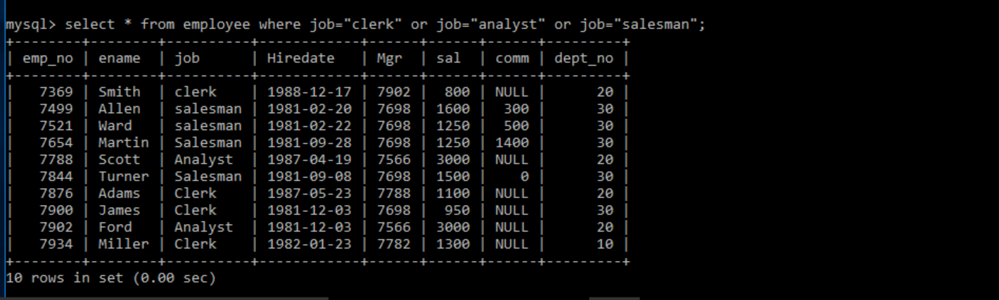 mysql> select * from employee where job="clerk" or job="analyst" or job="salesman";
+--------+--------+----------+------------+------+------+------+---------+
| emp_no | ename  | job      | Hiredate   | Mgr  | sal  | comm | dept_no |
+--------+--------+----------+------------+------+------+------+---------+
|   7369 | Smith  | clerk    | 1988-12-17 | 7902 |  800 | NULL |      20 |
|   7499 | Allen  | salesman | 1981-02-20 | 7698 | 1600 |  300 |      30 |
|   7521 | Ward   | salesman | 1981-02-22 | 7698 | 1250 |  500 |      30 |
|   7654 | Martin | Salesman | 1981-09-28 | 7698 | 1250 | 1400 |      30 |
|   7788 | Scott  | Analyst  | 1987-04-19 | 7566 | 3000 | NULL |      20 |
|   7844 | Turner | Salesman | 1981-09-08 | 7698 | 1500 |    0 |      30 |
|   7876 | Adams  | Clerk    | 1987-05-23 | 7788 | 1100 | NULL |      20 |
|   7900 | James  | Clerk    | 1981-12-03 | 7698 |  950 | NULL |      30 |
|   7902 | Ford   | Analyst  | 1981-12-03 | 7566 | 3000 | NULL |      20 |
|   7934 | Miller | Clerk    | 1982-01-23 | 7782 | 1300 | NULL |      10 |
+--------+--------+----------+------------+------+------+------+---------+
10 rows in set (0.00 sec)